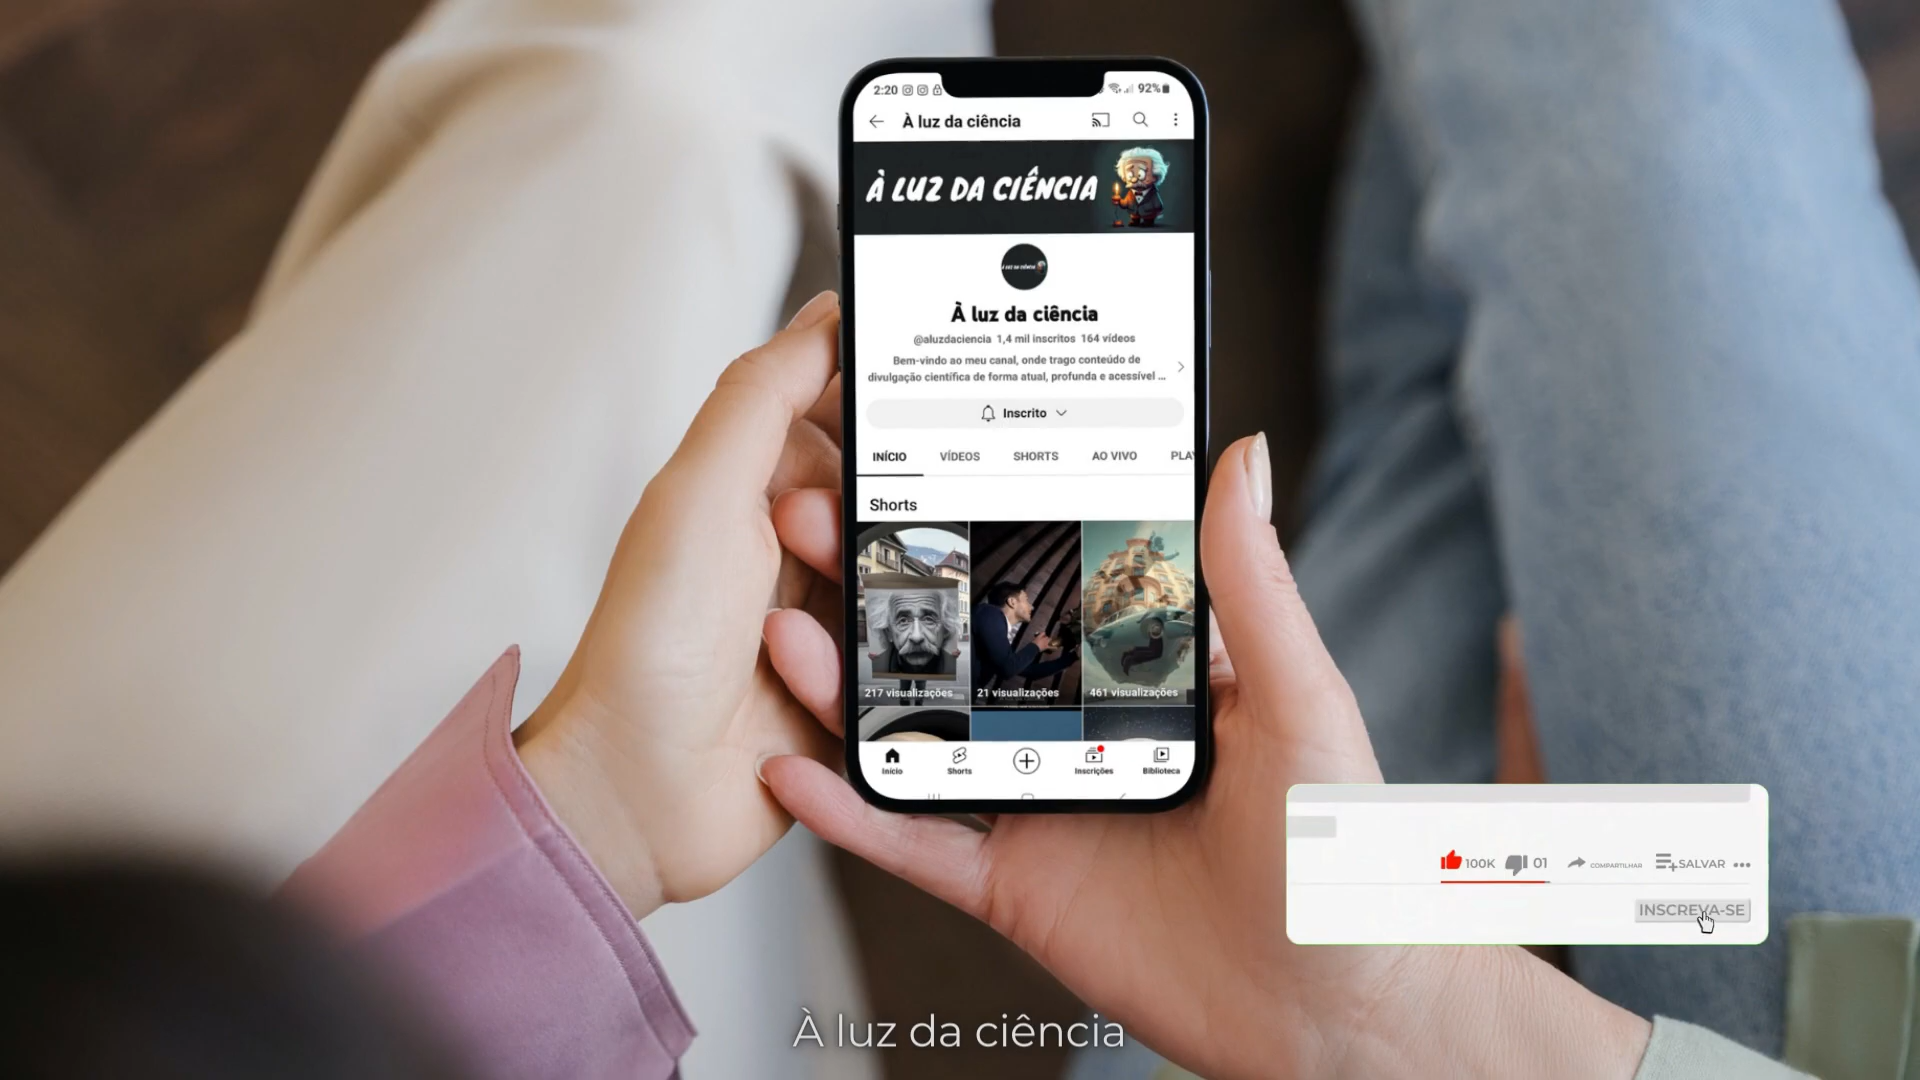 2:20
92%
À luz da ciência
À LUZ DA CIÊNCIA
À luz da ciência
@aluzdaciencia 1,4 mil inscritos 164 vídeos
Bem-vindo ao meu canal, onde trago conteúdo de
divulgação científica de forma atual, profunda e acessível ...
Inscrito
INÍCIO VÍDEOS SHORTS AO VIVO PLAY
Shorts
217 visualizações 21 visualizações 461 visualizações
Início Shorts Inscrições Biblioteca
100K 01 COMPARTILHAR SALVAR
INSCREVA-SE
À luz da ciência